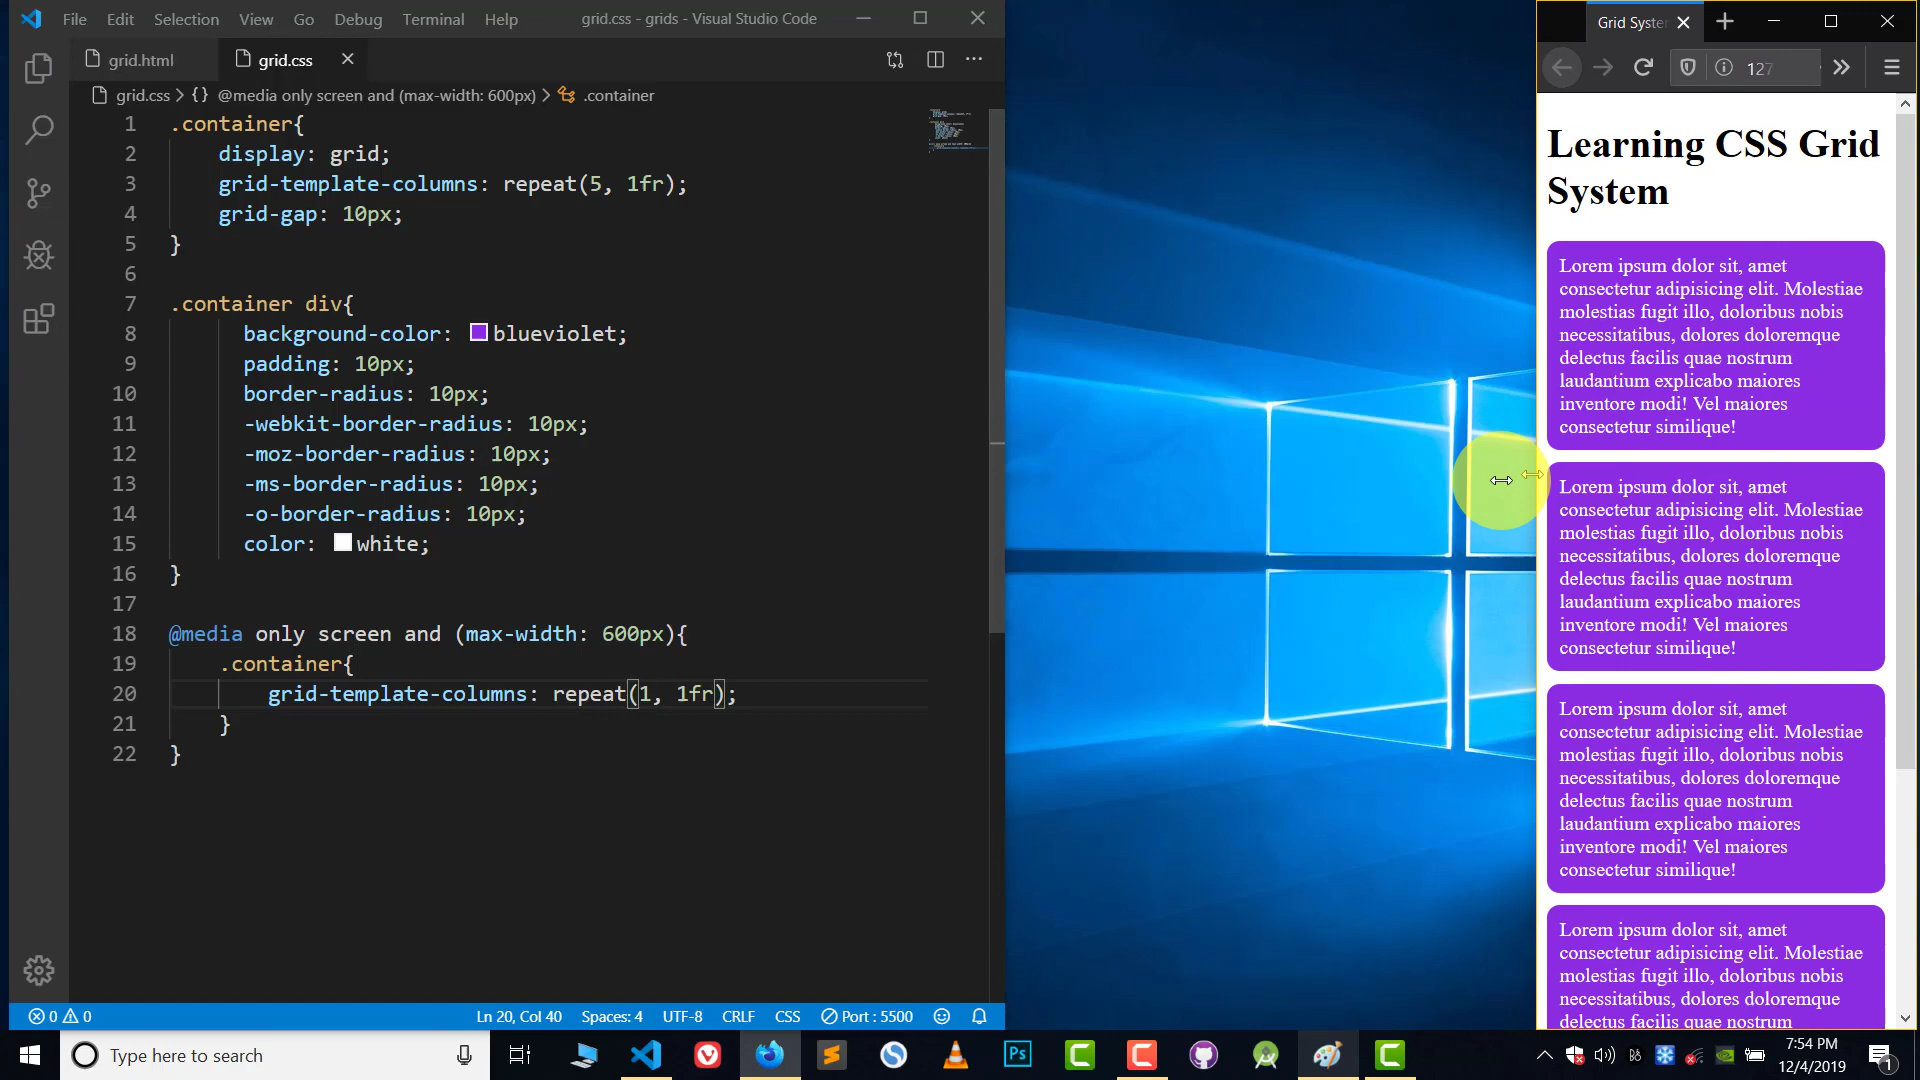 File Edit Selection View Go Debug Terminal Help grid.css - grids - Visual Studio Code
grid.html grid.css
grid.css > {} @media only screen and (max-width: 600px) > .container
1 .container{
2 display: grid;
3 grid-template-columns: repeat(5, 1fr);
4 grid-gap: 10px;
5 }
6
7 .container div{
8 background-color: blueviolet;
9 padding: 10px;
10 border-radius: 10px;
11 -webkit-border-radius: 10px;
12 -moz-border-radius: 10px;
13 -ms-border-radius: 10px;
14 -o-border-radius: 10px;
15 color: white;
16 }
17
18 @media only screen and (max-width: 600px){
19 .container{
20 grid-template-columns: repeat(1, 1fr);
21 }
22 }
0 0 Ln 20, Col 40 Spaces: 4 UTF-8 CRLF CSS Port : 5500
Grid Syste
127
Learning CSS Grid
System
Lorem ipsum dolor sit, amet
consectetur adipisicing elit. Molestiae
molestias fugit illo, doloribus nobis
necessitatibus, dolores doloremque
delectus facilis quae nostrum
laudantium explicabo maiores
inventore modi! Vel maiores
consectetur similique!
Lorem ipsum dolor sit, amet
consectetur adipisicing elit. Molestiae
molestias fugit illo, doloribus nobis
necessitatibus, dolores doloremque
delectus facilis quae nostrum
laudantium explicabo maiores
inventore modi! Vel maiores
consectetur similique!
Lorem ipsum dolor sit, amet
consectetur adipisicing elit. Molestiae
molestias fugit illo, doloribus nobis
necessitatibus, dolores doloremque
delectus facilis quae nostrum
laudantium explicabo maiores
inventore modi! Vel maiores
consectetur similique!
Lorem ipsum dolor sit, amet
consectetur adipisicing elit. Molestiae
molestias fugit illo, doloribus nobis
necessitatibus, dolores doloremque
delectus facilis quae nostrum
Type here to search
Ps
7:54 PM
12/4/2019
1